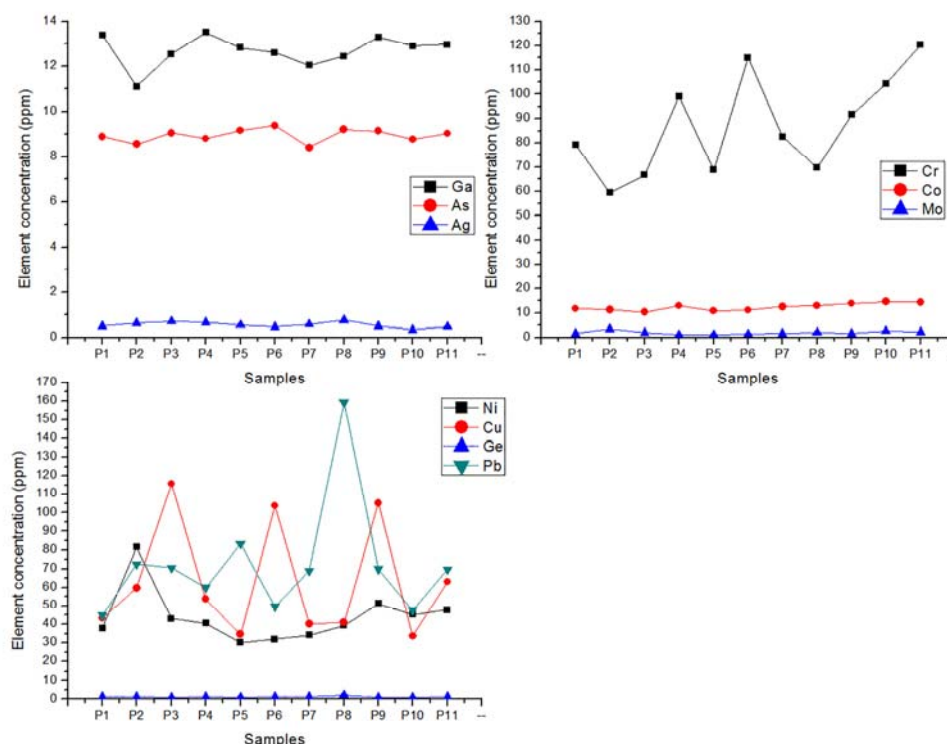 Element concentration (ppm)
14
12
10
8
6
4
2
0
Ga
As
Ag
P1 P2 P3 P4 P5 P6 P7 P8 P9 P10 P11 --
Samples
Element concentration (ppm)
130
120
110
100
90
80
70
60
50
40
30
20
10
0
Cr
Co
Mo
P1 P2 P3 P4 P5 P6 P7 P8 P9 P10 P11
Samples
Element concentration (ppm)
170
160
150
140
130
120
110
100
90
80
70
60
50
40
30
20
10
0
Ni
Cu
Ge
Pb
P1 P2 P3 P4 P5 P6 P7 P8 P9 P10 P11 --
Samples